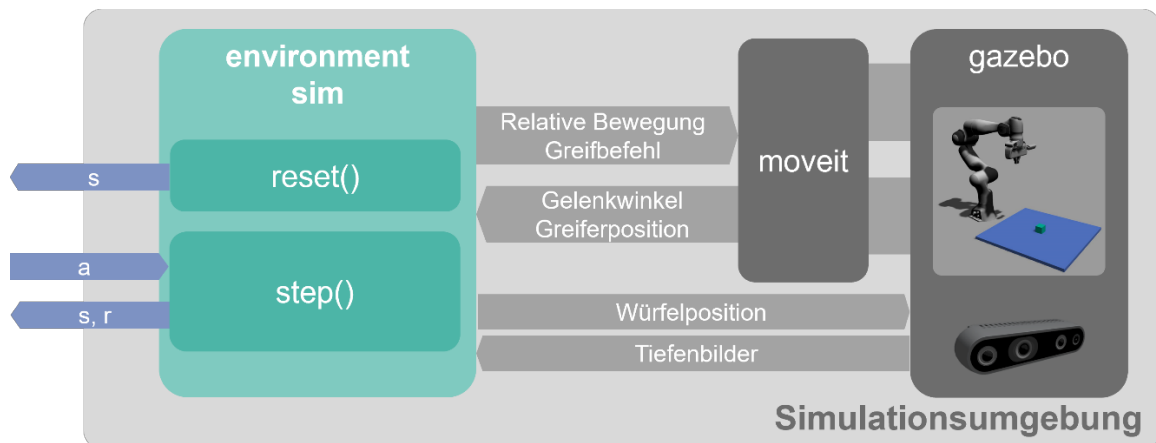 environment
sim
reset()
step()
s
a
s, r
Relative Bewegung
Greifbefehl
Gelenkwinkel
Greiferposition
Würfelposition
Tiefenbilder
moveit
gazebo
Simulationsumgebung